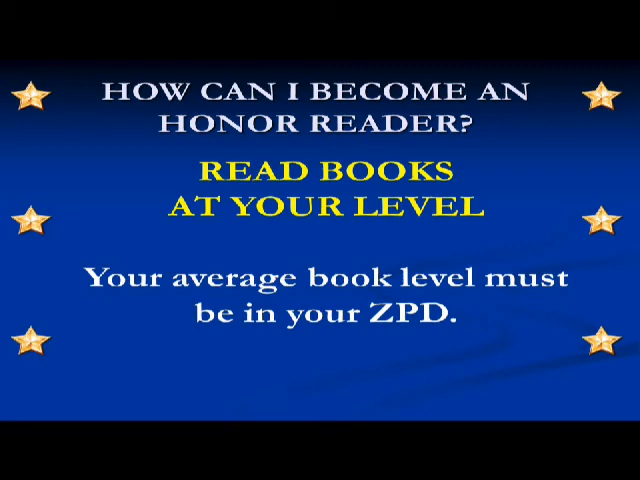 HOW CAN I BECOME AN
HONOR READER?
READ BOOKS
AT YOUR LEVEL
Your average book level must
be in your ZPD.